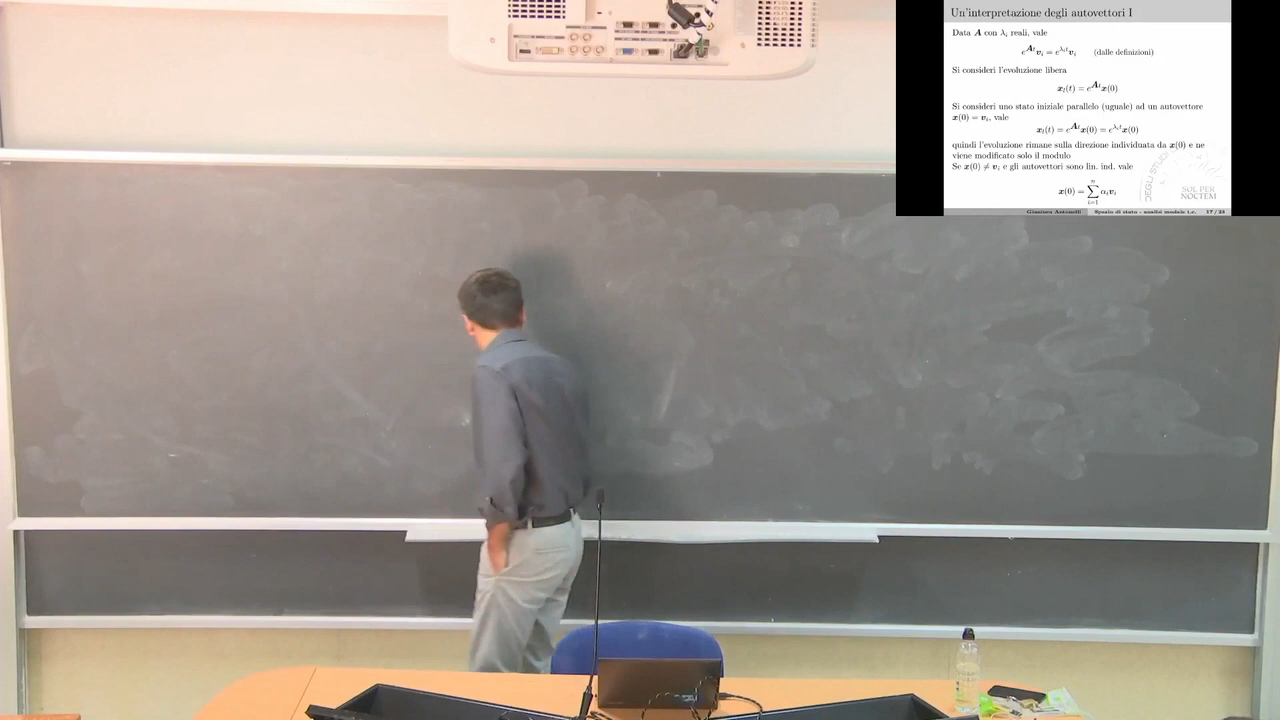 Un'interpretazione degli autovettori I
Data A con λᵢ reali, vale
e^{At}vᵢ = e^{λᵢt}vᵢ (dalle definizioni)
Si consideri l'evoluzione libera
xₗ(t) = e^{At}x(0)
Si consideri uno stato iniziale parallelo (uguale) ad un autovettore
x(0) = vᵢ, vale
xₗ(t) = e^{At}x(0) = e^{λᵢt}x(0)
quindi l'evoluzione rimane sulla direzione individuata da x(0) e ne
viene modificato solo il modulo
Se x(0) ≠ vᵢ e gli autovettori sono lin. ind. vale
x(0) = ∑_{i=1}^{n} αᵢvᵢ
DEGLI STUDI
SOL PER
NOCTEM
Gianluca Antonelli Spazio di stato - analisi modale t.c. 17 / 23